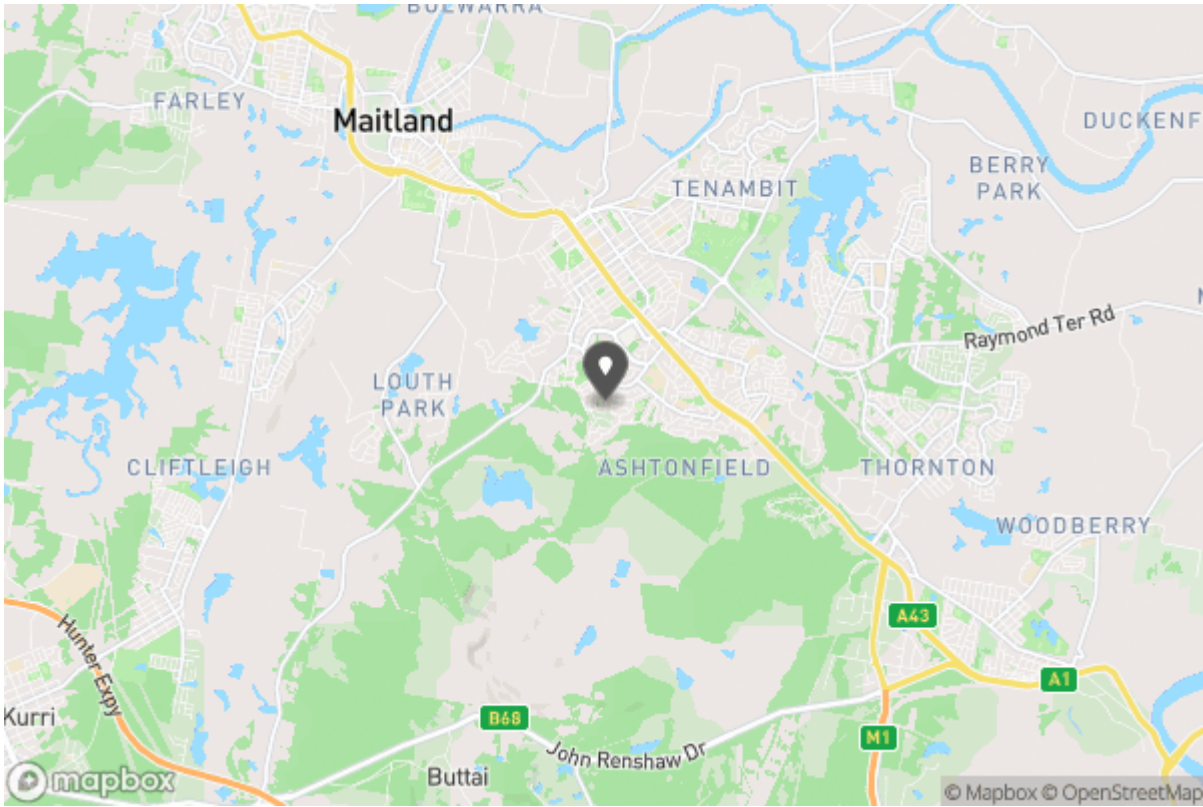 BOLWARRA
FARLEY
Maitland
DUCKENF
BERRY
PARK
TENAMBIT
Raymond Ter Rd
LOUTH
PARK
CLIFTLEIGH
ASHTONFIELD
THORNTON
WOODBERRY
A43
Hunter Expy
A1
Kurri
B68
M1
John Renshaw Dr
Buttai
mapbox
© Mapbox © OpenStreetMap